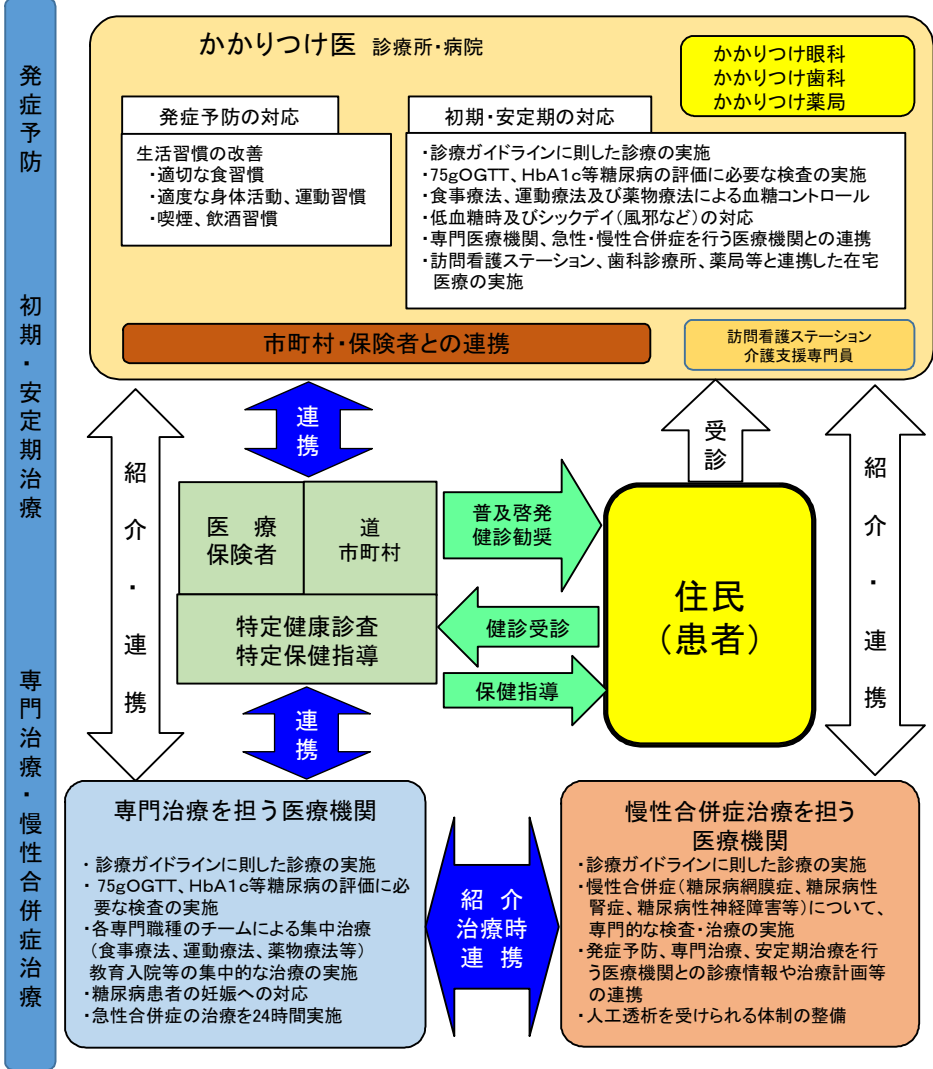 発症予防
初期・安定期治療
専門治療・慢性合併症治療
かかりつけ医 診療所・病院
かかりつけ眼科
かかりつけ歯科
かかりつけ薬局
発症予防の対応
生活習慣の改善
・適切な食習慣
・適度な身体活動、運動習慣
・喫煙、飲酒習慣
初期・安定期の対応
・診療ガイドラインに則した診療の実施
・75gOGTT、HbA1c等糖尿病の評価に必要な検査の実施
・食事療法、運動療法及び薬物療法による血糖コントロール
・低血糖時及びシックデイ(風邪など)の対応
・専門医療機関、急性・慢性合併症を行う医療機関との連携
・訪問看護ステーション、歯科診療所、薬局等と連携した在宅
医療の実施
市町村・保険者との連携
訪問看護ステーション
介護支援専門員
紹介・連携
連携
受診
紹介・連携
医 療
保険者
道
市町村
特定健康診査
特定保健指導
普及啓発
健診勧奨
健診受診
保健指導
住民
(患者)
連携
専門治療を担う医療機関
・ 診療ガイドラインに則した診療の実施
・ 75gOGTT、HbA1c等糖尿病の評価に必
要な検査の実施
・各専門職種のチームによる集中治療
(食事療法、運動療法、薬物療法等)
教育入院等の集中的な治療の実施
・糖尿病患者の妊娠への対応
・急性合併症の治療を24時間実施
紹 介
治療時
連 携
慢性合併症治療を担う
医療機関
・診療ガイドラインに則した診療の実施
・慢性合併症(糖尿病網膜症、糖尿病性
腎症、糖尿病性神経障害等)について、
専門的な検査・治療の実施
・発症予防、専門治療、安定期治療を行
う医療機関との診療情報や治療計画等
の連携
・人工透析を受けられる体制の整備